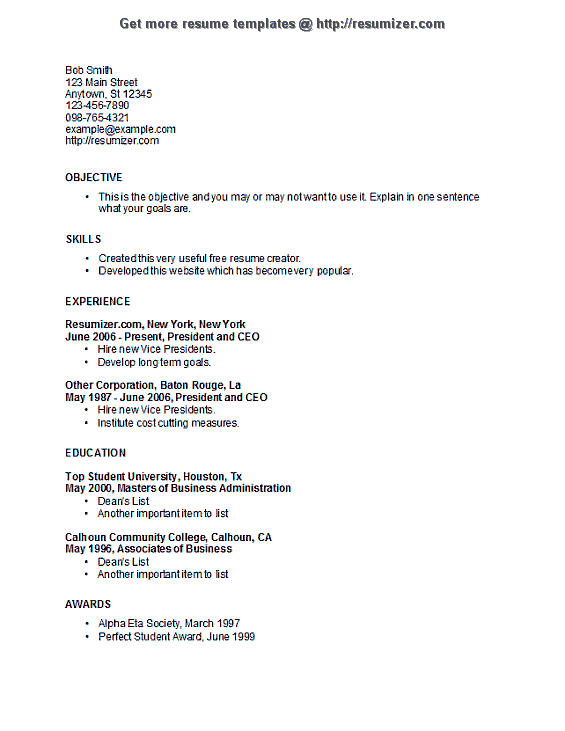 Get more resume templates @ http://resumizer.com
Bob Smith
123 Main Street
Anytown, St 12345
123-456-7890
098-765-4321
example@example.com
http://resumizer.com
OBJECTIVE
• This is the objective and you may or may not want to use it. Explain in one sentence
what your goals are.
SKILLS
• Created this very useful free resume creator.
• Developed this website which has become very popular.
EXPERIENCE
Resumizer.com, New York, New York
June 2006 - Present, President and CEO
• Hire new Vice Presidents.
• Develop long term goals.
Other Corporation, Baton Rouge, La
May 1987 - June 2006, President and CEO
• Hire new Vice Presidents.
• Institute cost cutting measures.
EDUCATION
Top Student University, Houston, Tx
May 2000, Masters of Business Administration
• Dean's List
• Another important item to list
Calhoun Community College, Calhoun, CA
May 1996, Associates of Business
• Dean's List
• Another important item to list
AWARDS
• Alpha Eta Society, March 1997
• Perfect Student Award, June 1999